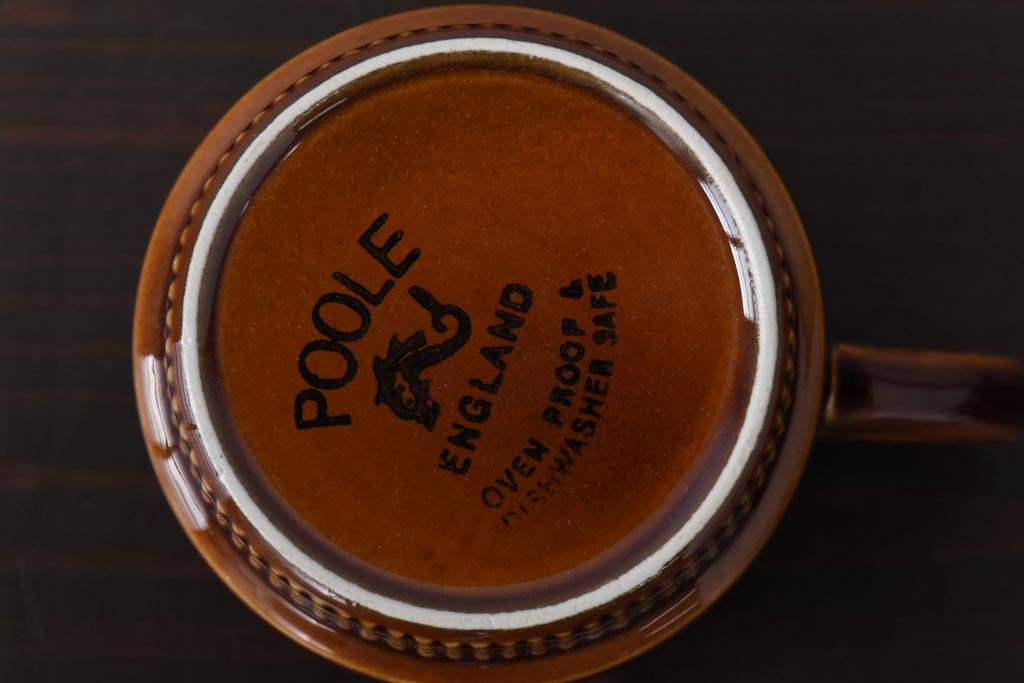 POOLE
ENGLAND
OVEN PROOF &
DISHWASHER SAFE